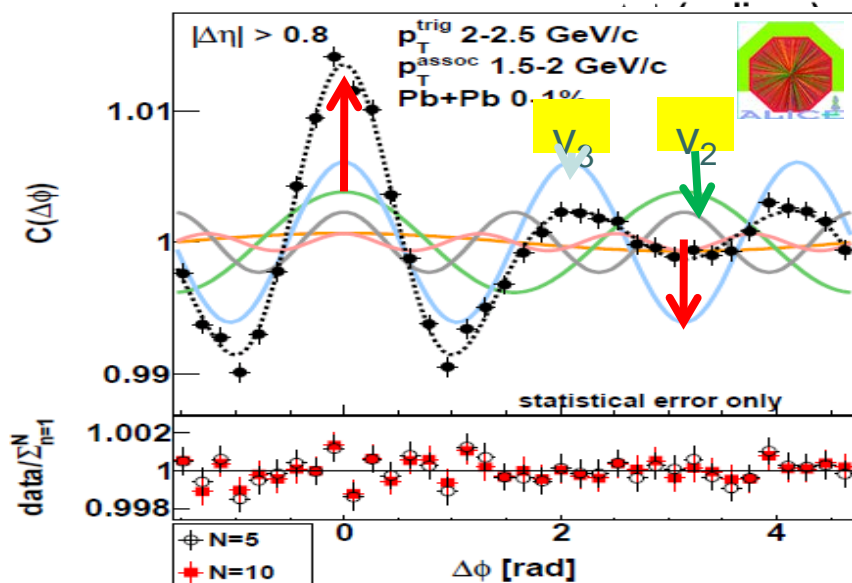 |Δη| > 0.8
p_T^trig 2-2.5 GeV/c
p_T^assoc 1.5-2 GeV/c
Pb+Pb 0-1%
ALICE
v₃
v₂
1.01
1
0.99
C(Δϕ)
statistical error only
1.002
1
0.998
data/Σ_{n=1}^N
0
2
4
N=5
N=10
Δϕ [rad]